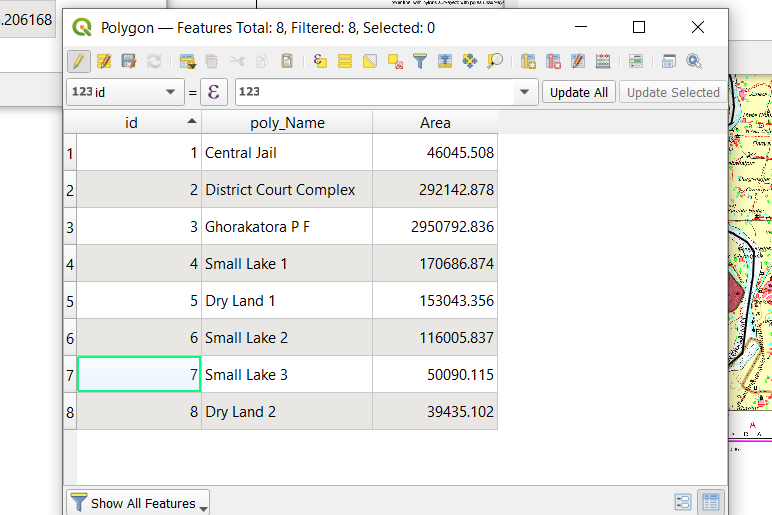 .206168
Polygon — Features Total: 8, Filtered: 8, Selected: 0
123 id = ε 123 Update All Update Selected
id poly_Name Area
1 1 Central Jail 46045.508
2 2 District Court Complex 292142.878
3 3 Ghorakatora P F 2950792.836
4 4 Small Lake 1 170686.874
5 5 Dry Land 1 153043.356
6 6 Small Lake 2 116005.837
7 7 Small Lake 3 50090.115
8 8 Dry Land 2 39435.102
Show All Features